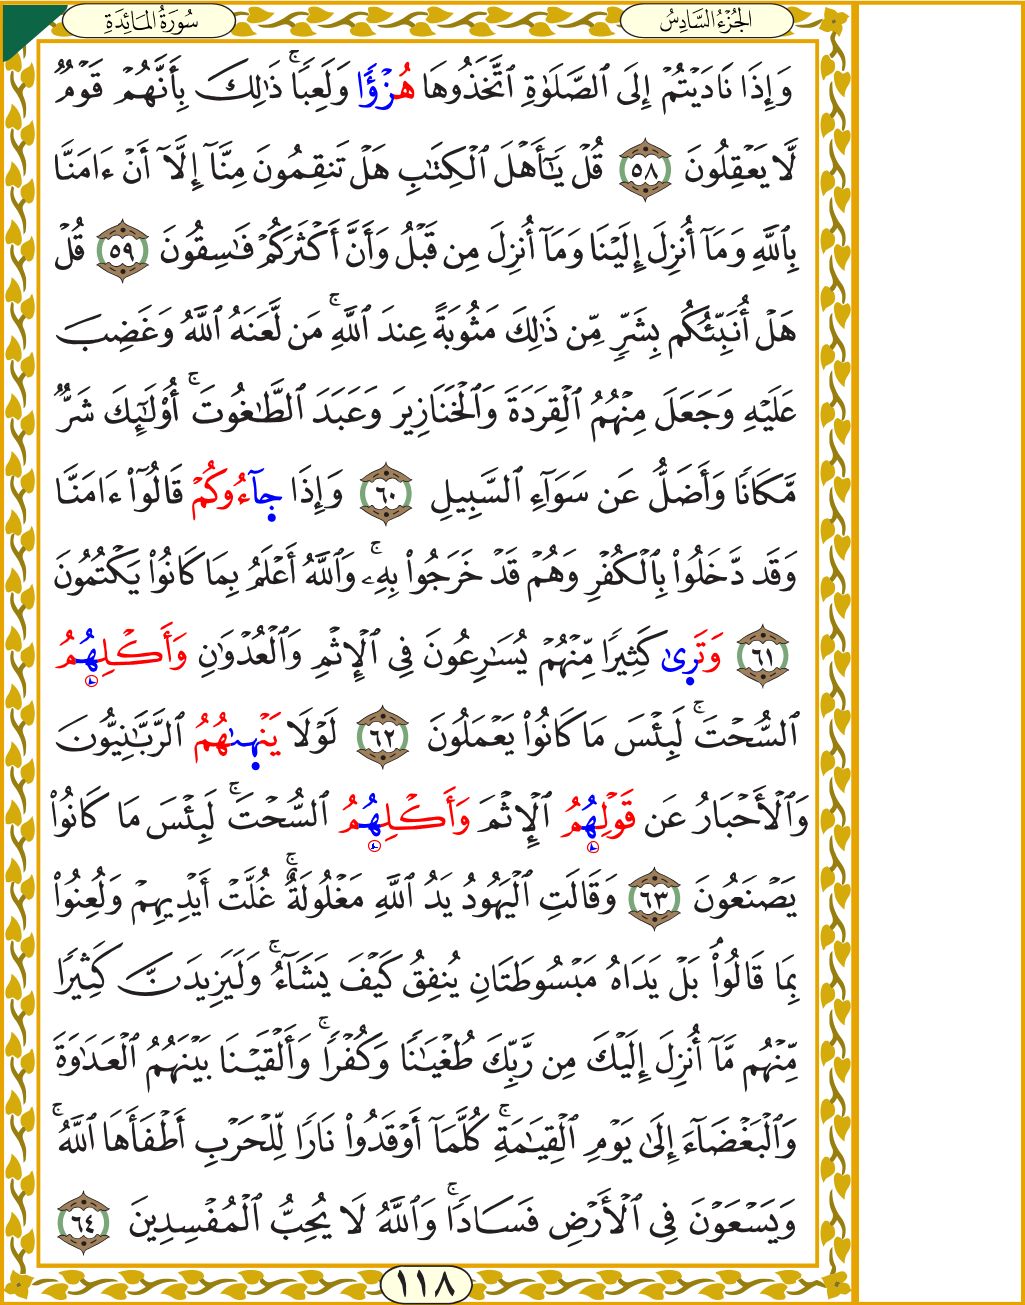 الجُزْءُ السَّادِسُ
سُورَةُ المَائِدَةِ
وَإِذَا نَادَيْتُمْ إِلَى ٱلصَّلَوٰةِ ٱتَّخَذُوهَا هُزْؤًا وَلَعِبًاۚ ذَٰلِكَ بِأَنَّهُمْ قَوْمٌ
لَّا يَعْقِلُونَ ٥٨ قُلْ يَـٰٓأَهْلَ ٱلْكِتَـٰبِ هَلْ تَنقِمُونَ مِنَّآ إِلَّآ أَنْ ءَامَنَّا
بِٱللَّهِ وَمَآ أُنزِلَ إِلَيْنَا وَمَآ أُنزِلَ مِن قَبْلُ وَأَنَّ أَكْثَرَكُمْ فَـٰسِقُونَ ٥٩ قُلْ
هَلْ أُنَبِّئُكُم بِشَرٍّ مِّن ذَٰلِكَ مَثُوبَةً عِندَ ٱللَّهِۚ مَن لَّعَنَهُ ٱللَّهُ وَغَضِبَ
عَلَيْهِ وَجَعَلَ مِنْهُمُ ٱلْقِرَدَةَ وَٱلْخَنَازِيرَ وَعَبَدَ ٱلطَّـٰغُوتَۚ أُو۟لَـٰٓئِكَ شَرٌّ
مَّكَانًا وَأَضَلُّ عَن سَوَآءِ ٱلسَّبِيلِ ٦٠ وَإِذَا جَآءُوكُمْ قَالُوٓا۟ ءَامَنَّا
وَقَد دَّخَلُوا۟ بِٱلْكُفْرِ وَهُمْ قَدْ خَرَجُوا۟ بِهِۦۚ وَٱللَّهُ أَعْلَمُ بِمَا كَانُوا۟ يَكْتُمُونَ
٦١ وَتَرِىٰ كَثِيرًا مِّنْهُمْ يُسَـٰرِعُونَ فِى ٱلْإِثْمِ وَٱلْعُدْوَٰنِ وَأَكْلِهُمُ
ٱلسُّحْتَۚ لَبِئْسَ مَا كَانُوا۟ يَعْمَلُونَ ٦٢ لَوْلَا يَنْهِىٰهُمُ ٱلرَّبَّـٰنِيُّونَ
وَٱلْأَحْبَارُ عَن قَوْلِهُمُ ٱلْإِثْمَ وَأَكْلِهُمُ ٱلسُّحْتَۚ لَبِئْسَ مَا كَانُوا۟
يَصْنَعُونَ ٦٣ وَقَالَتِ ٱلْيَهُودُ يَدُ ٱللَّهِ مَغْلُولَةٌۚ غُلَّتْ أَيْدِيهِمْ وَلُعِنُوا۟
بِمَا قَالُوا۟ۘ بَلْ يَدَاهُ مَبْسُوطَتَانِ يُنفِقُ كَيْفَ يَشَآءُۚ وَلَيَزِيدَنَّ كَثِيرًا
مِّنْهُم مَّآ أُنزِلَ إِلَيْكَ مِن رَّبِّكَ طُغْيَـٰنًا وَكُفْرًاۚ وَأَلْقَيْنَا بَيْنَهُمُ ٱلْعَدَٰوَةَ
وَٱلْبَغْضَآءَ إِلَىٰ يَوْمِ ٱلْقِيَـٰمَةِۚ كُلَّمَآ أَوْقَدُوا۟ نَارًا لِّلْحَرْبِ أَطْفَأَهَا ٱللَّهُۚ
وَيَسْعَوْنَ فِى ٱلْأَرْضِ فَسَادًاۚ وَٱللَّهُ لَا يُحِبُّ ٱلْمُفْسِدِينَ ٦٤
١١٨